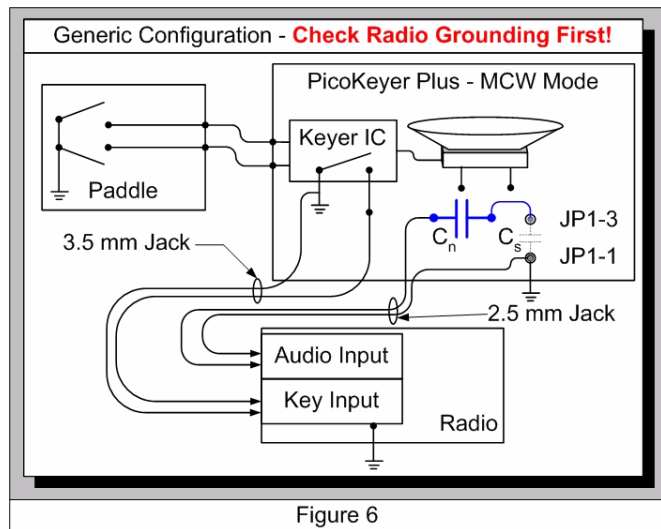 Generic Configuration - Check Radio Grounding First!
PicoKeyer Plus - MCW Mode
Keyer IC
Paddle
JP1-3
Cn
Cs
JP1-1
3.5 mm Jack
2.5 mm Jack
Audio Input
Key Input
Radio
Figure 6